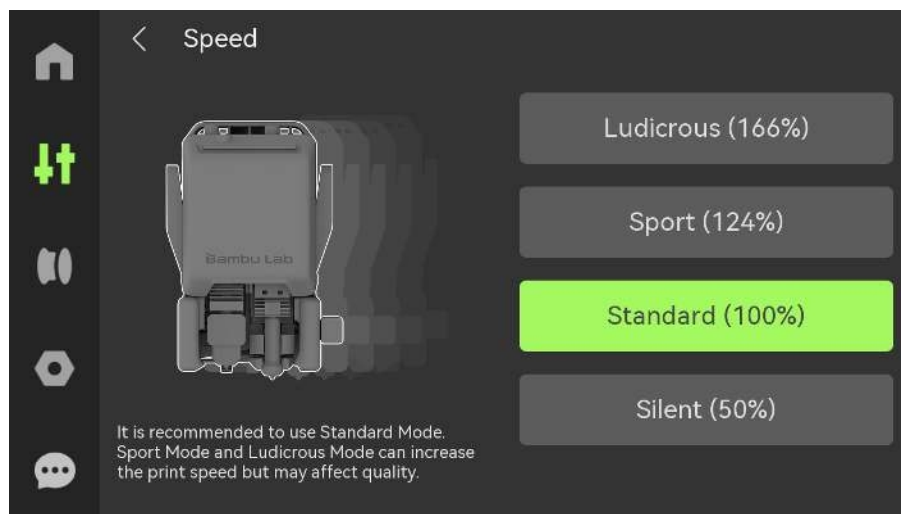 Speed
Ludicrous (166%)
Sport (124%)
Bambu Lab
Standard (100%)
Silent (50%)
It is recommended to use Standard Mode.
Sport Mode and Ludicrous Mode can increase
the print speed but may affect quality.